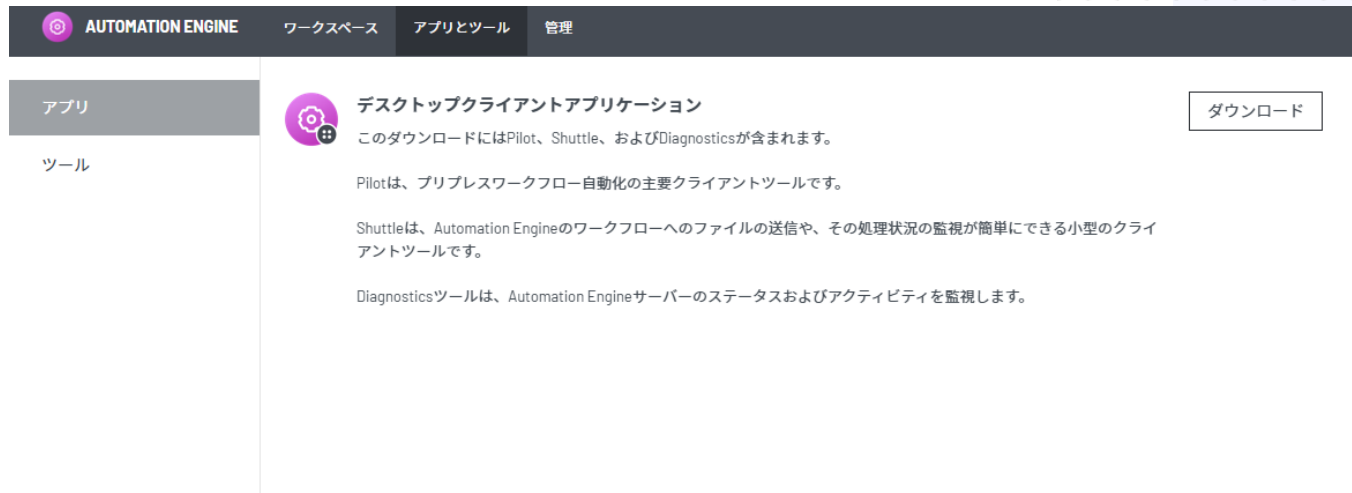 AUTOMATION ENGINE ワークスペース アプリとツール 管理
アプリ
ツール
デスクトップクライアントアプリケーション
ダウンロード
このダウンロードにはPilot、Shuttle、およびDiagnosticsが含まれます。
Pilotは、プリプレスワークフロー自動化の主要クライアントツールです。
Shuttleは、Automation Engineのワークフローへのファイルの送信や、その処理状況の監視が簡単にできる小型のクライ
アントツールです。
Diagnosticsツールは、Automation Engineサーバーのステータスおよびアクティビティを監視します。